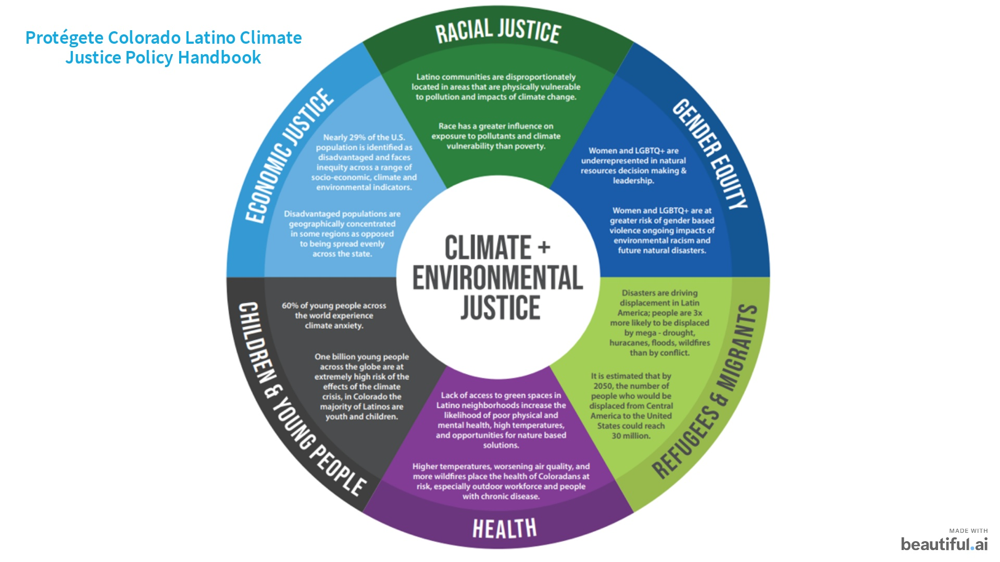 Protégete Colorado Latino Climate
Justice Policy Handbook
RACIAL JUSTICE
Latino communities are disproportionately
located in areas that are physically vulnerable
to pollution and impacts of climate change.
Race has a greater influence on
exposure to pollutants and climate
vulnerability than poverty.
GENDER EQUITY
Women and LGBTQ+ are
underrepresented in natural
resources decision making &
leadership.
Women and LGBTQ+ are at
greater risk of gender based
violence ongoing impacts of
environmental racism and
future natural disasters.
REFUGEES & MIGRANTS
Disasters are driving
displacement in Latin
America; people are 3x
more likely to be displaced
by mega - drought,
huracanes, floods, wildfires
than by conflict.
It is estimated that by
2050, the number of
people who would be
displaced from Central
America to the United
States could reach
30 million.
HEALTH
Lack of access to green spaces in
Latino neighborhoods increase the
likelihood of poor physical and
mental health, high temperatures,
and opportunities for nature based
solutions.
Higher temperatures, worsening air quality, and
more wildfires place the health of Coloradans at
risk, especially outdoor workforce and people
with chronic disease.
CHILDREN & YOUNG PEOPLE
60% of young people across
the world experience
climate anxiety.
One billion young people
across the globe are at
extremely high risk of the
effects of the climate
crisis, in Colorado the
majority of Latinos are
youth and children.
ECONOMIC JUSTICE
Nearly 29% of the U.S.
population is identified as
disadvantaged and faces
inequity across a range of
socio-economic, climate and
environmental indicators.
Disadvantaged populations are
geographically concentrated
in some regions as opposed
to being spread evenly
across the state.
CLIMATE +
ENVIRONMENTAL
JUSTICE
MADE WITH
beautiful.ai